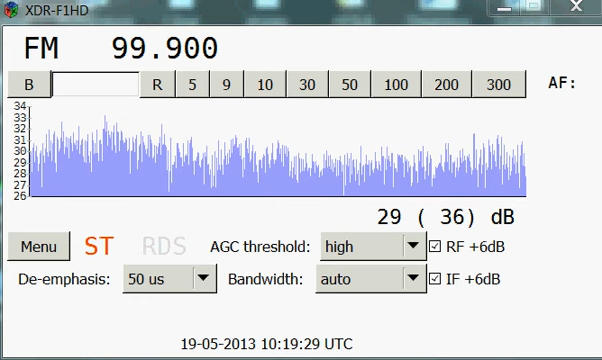 XDR-F1HD
FM 99.900
B R 5 9 10 30 50 100 200 300 AF:
34
33
32
31
30
29
28
27
26
29 ( 36) dB
Menu ST RDS AGC threshold: high RF +6dB
De-emphasis: 50 us Bandwidth: auto IF +6dB
19-05-2013 10:19:29 UTC